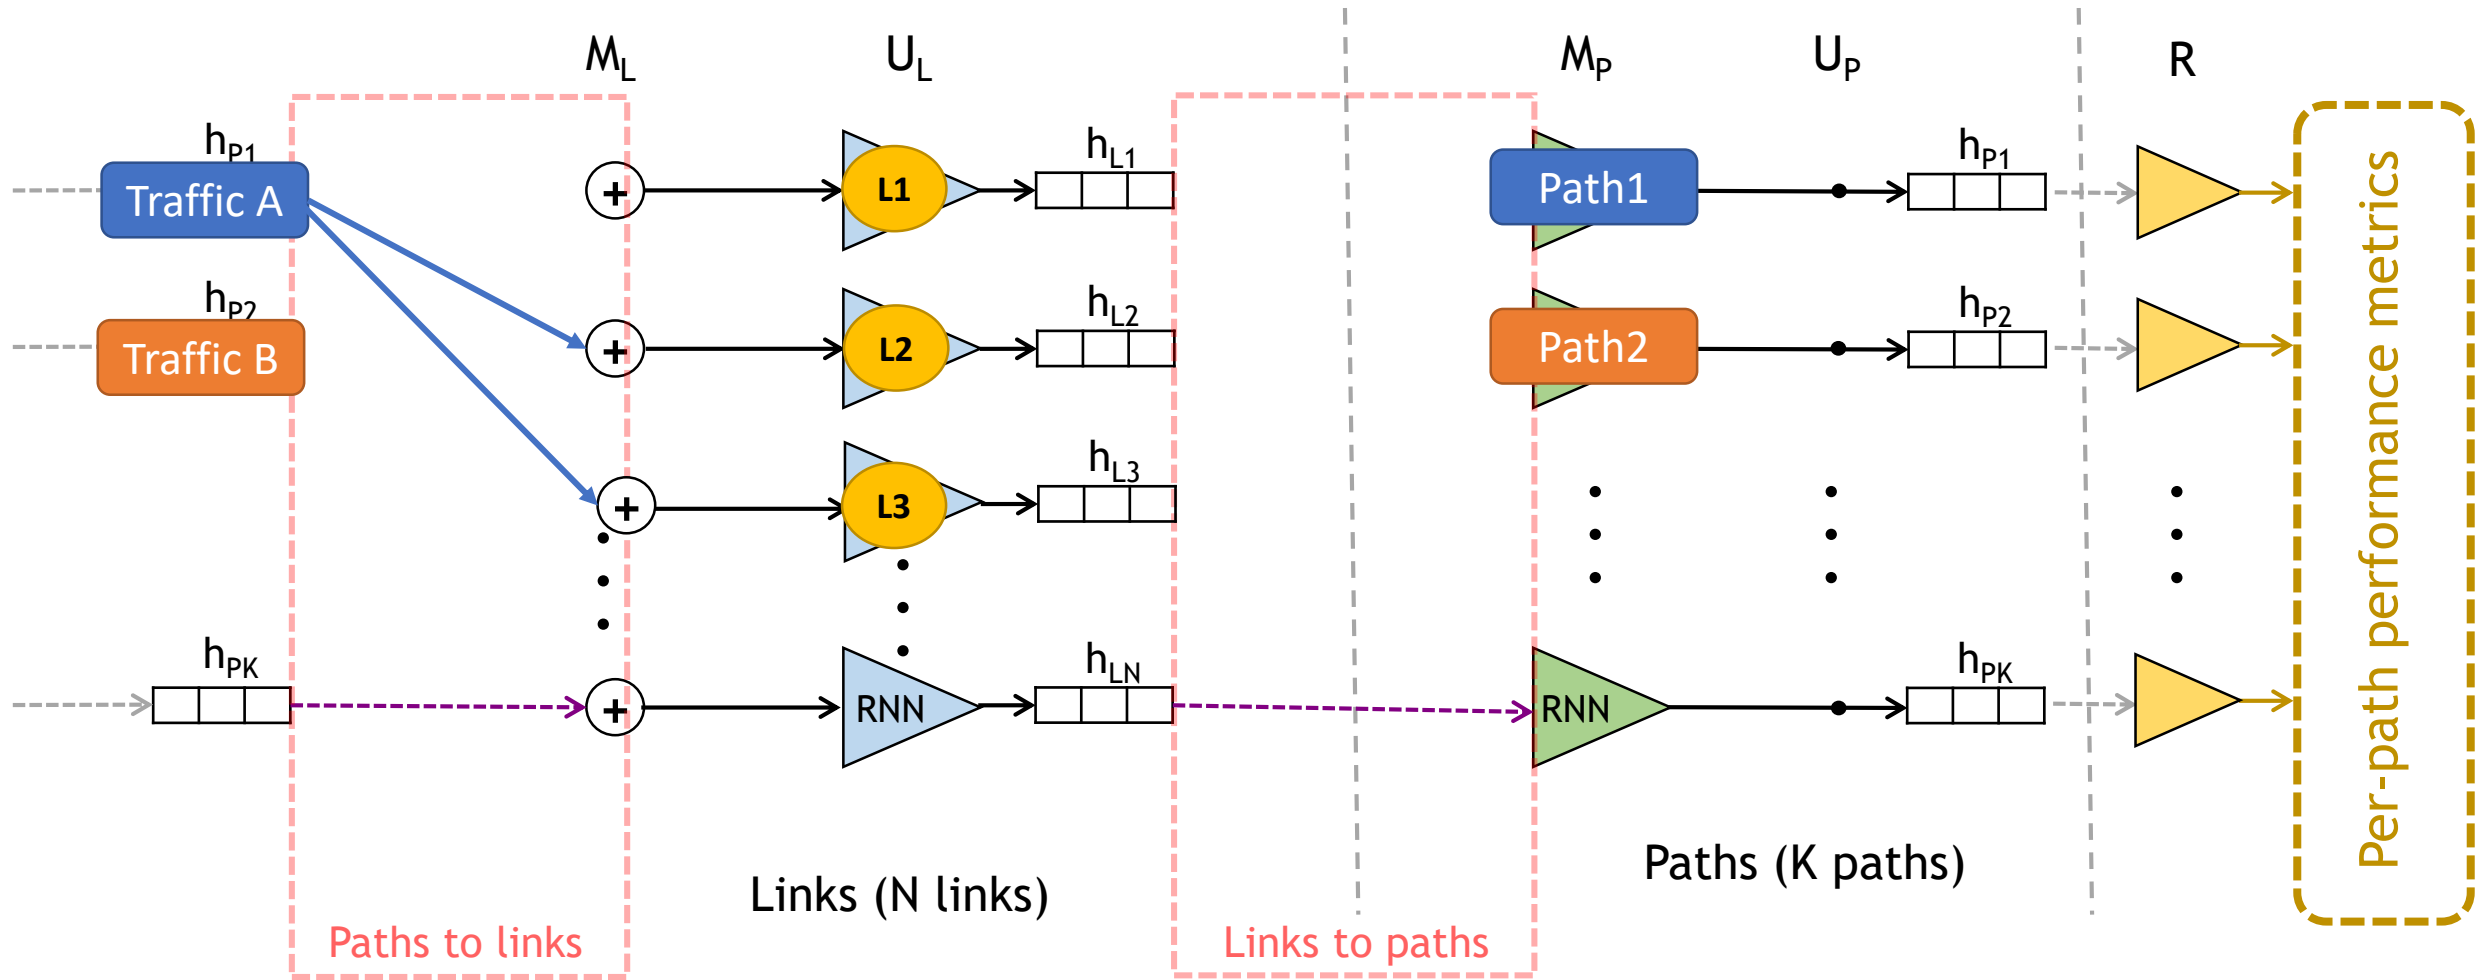 M_L U_L M_P U_P R
h_P1 h_L1 h_P1
Traffic A + L1 Path1
h_P2 h_L2 h_P2
Traffic B + L2 Path2
h_L3
+ L3
h_PK h_LN h_PK
+ RNN RNN
Per-path performance metrics
Links (N links) Paths (K paths)
Paths to links Links to paths